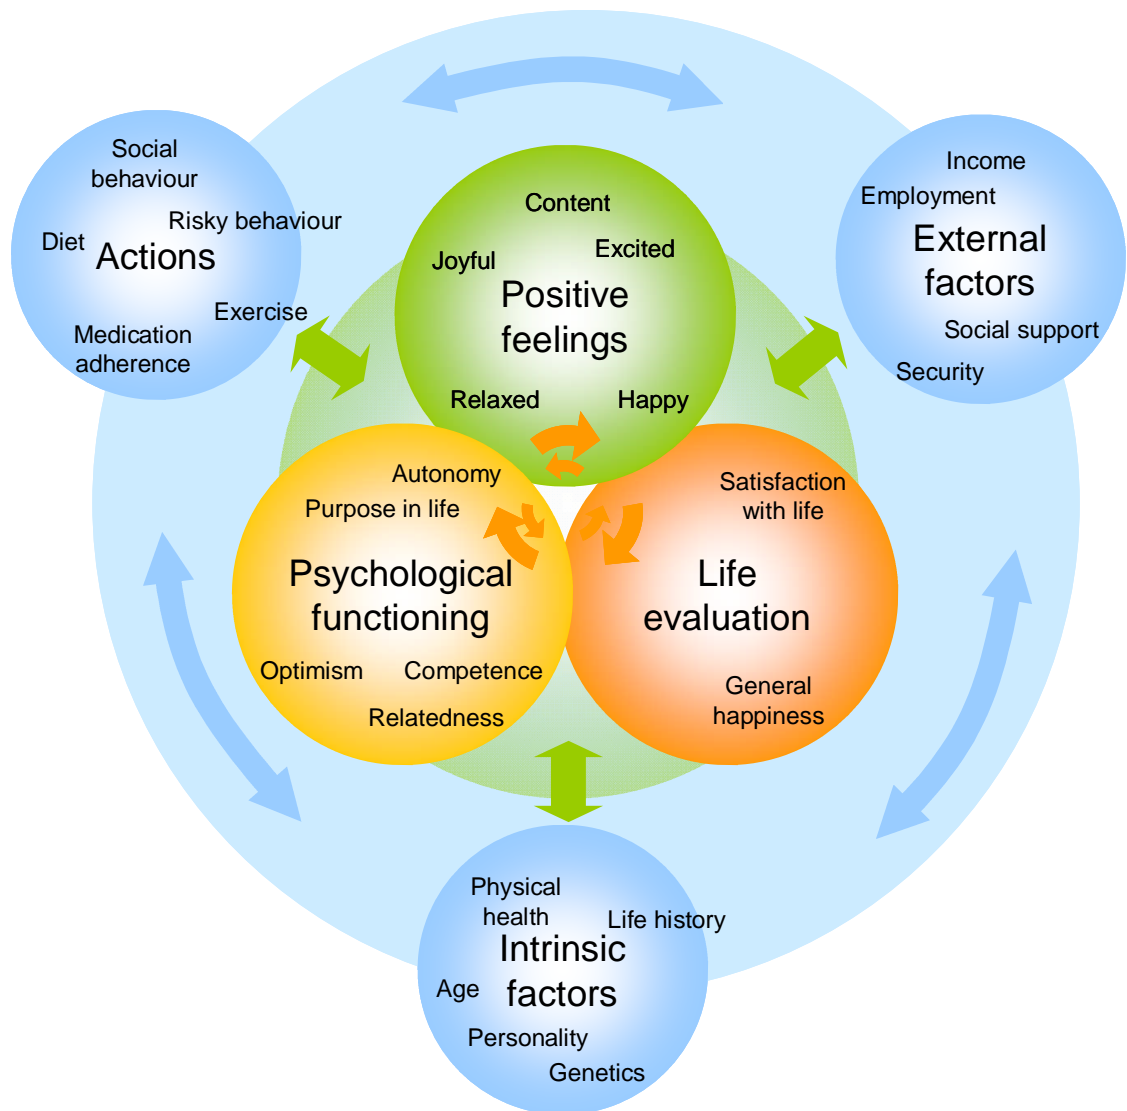 Social
behaviour
Risky behaviour
Diet
Actions
Exercise
Medication
adherence
Content
Excited
Joyful
Positive
feelings
Relaxed
Happy
Income
Employment
External
factors
Social support
Security
Autonomy
Purpose in life
Psychological
functioning
Optimism
Competence
Relatedness
Satisfaction
with life
Life
evaluation
General
happiness
Physical
health
Life history
Intrinsic
factors
Age
Personality
Genetics